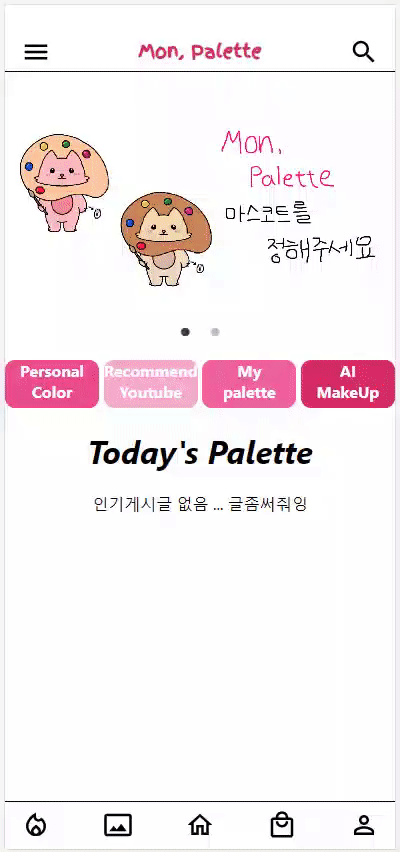 Mon, Palette
Mon,
Palette
마스코트를
정해주세요
Personal
Color
Recommend
Youtube
My
palette
AI
MakeUp
Today's Palette
인기게시글 없음 ... 글좀써줘잉